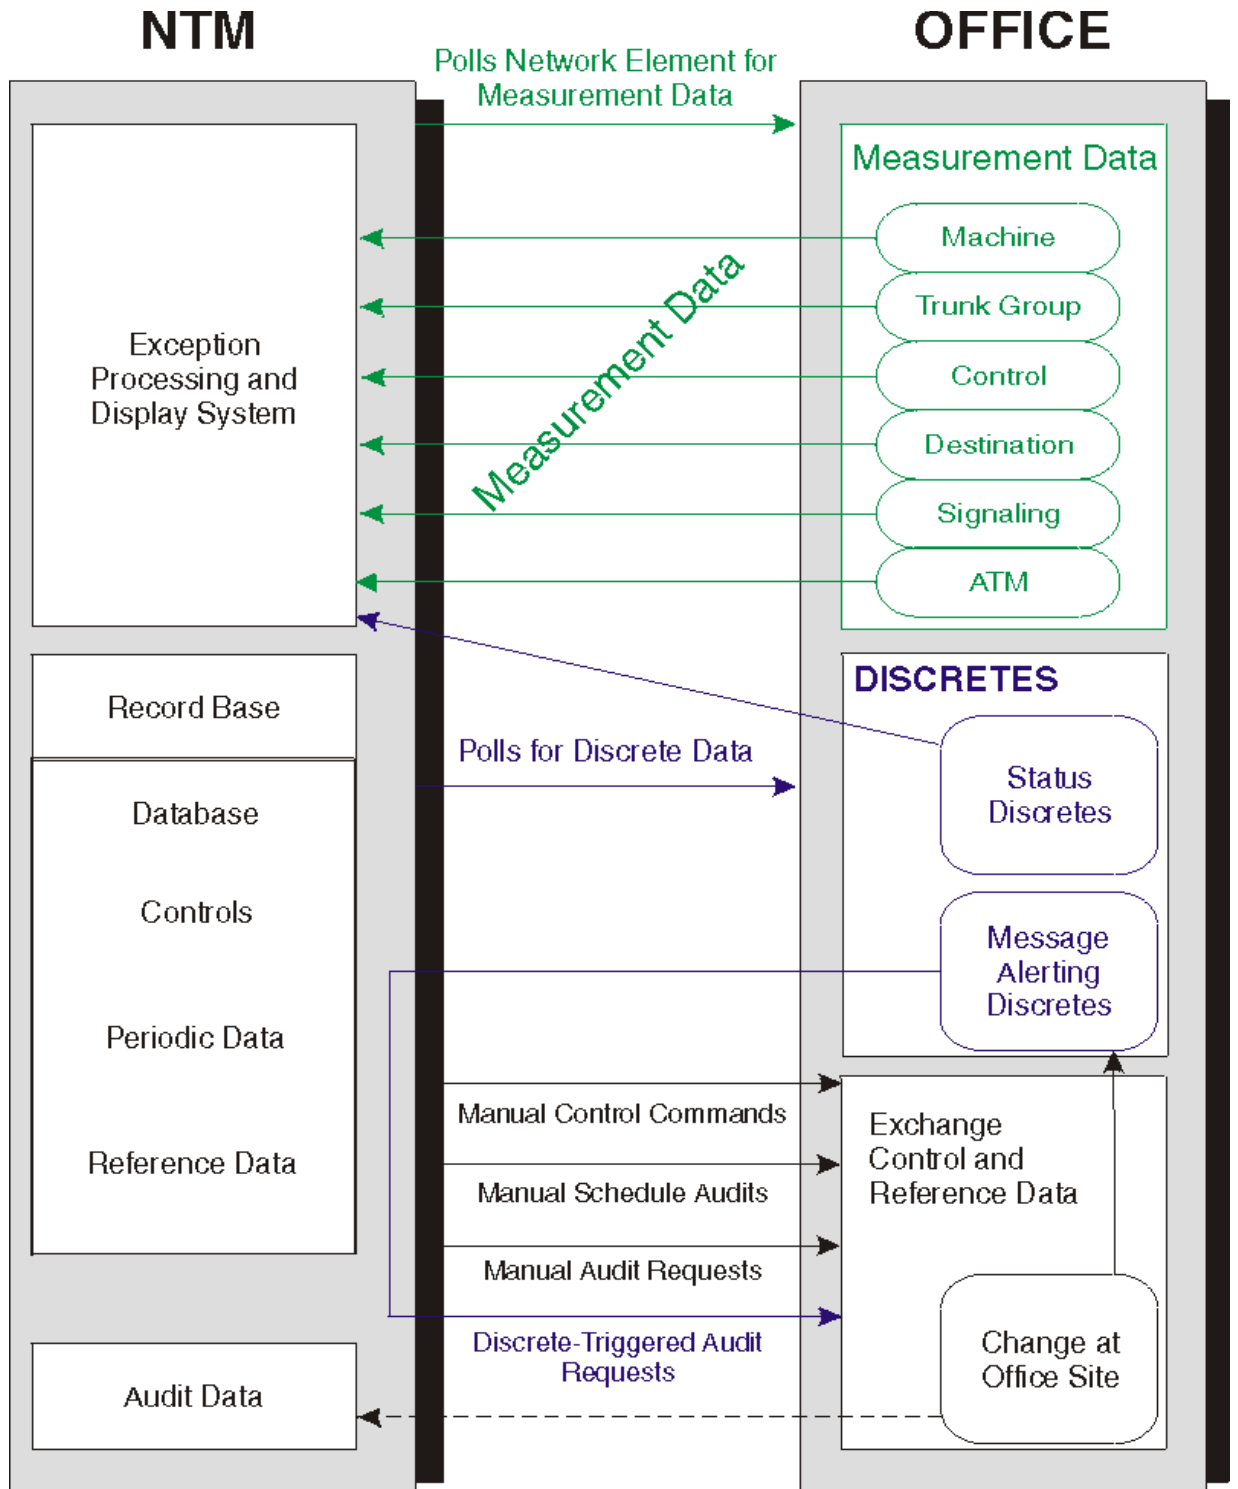 NTM
OFFICE
Polls Network Element for
Measurement Data
Measurement Data
Machine
Trunk Group
Control
Destination
Signaling
ATM
Measurement Data
Exception
Processing and
Display System
Record Base
Database
Controls
Periodic Data
Reference Data
Audit Data
Polls for Discrete Data
DISCRETES
Status
Discretes
Message
Alerting
Discretes
Manual Control Commands
Manual Schedule Audits
Manual Audit Requests
Discrete-Triggered Audit
Requests
Exchange
Control and
Reference Data
Change at
Office Site